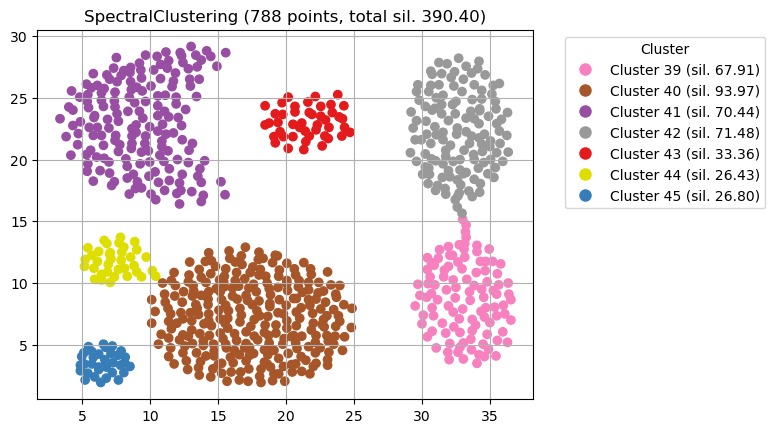 SpectralClustering (788 points, total sil. 390.40)
30
25
20
15
10
5
5 10 15 20 25 30 35
Cluster
Cluster 39 (sil. 67.91)
Cluster 40 (sil. 93.97)
Cluster 41 (sil. 70.44)
Cluster 42 (sil. 71.48)
Cluster 43 (sil. 33.36)
Cluster 44 (sil. 26.43)
Cluster 45 (sil. 26.80)